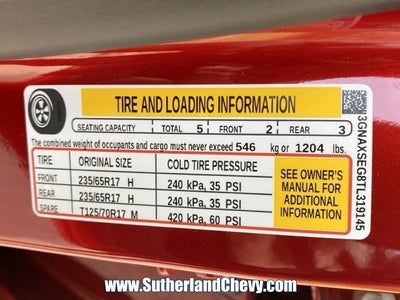 www.SutherlandChevy.com
TIRE AND LOADING INFORMATION
SEATING CAPACITY TOTAL 5 FRONT 2 REAR 3
The combined weight of occupants and cargo must never exceed 546 kg or 1204 lbs.
TIRE ORIGINAL SIZE COLD TIRE PRESSURE
FRONT 235/65R17 H 240 kPa, 35 PSI
REAR 235/65R17 H 240 kPa, 35 PSI
SPARE T125/70R17 M 420 kPa, 60 PSI
SEE OWNER'S
MANUAL FOR
ADDITIONAL
INFORMATION
3GNAXSEG8TL319145
www.SutherlandChevy.com